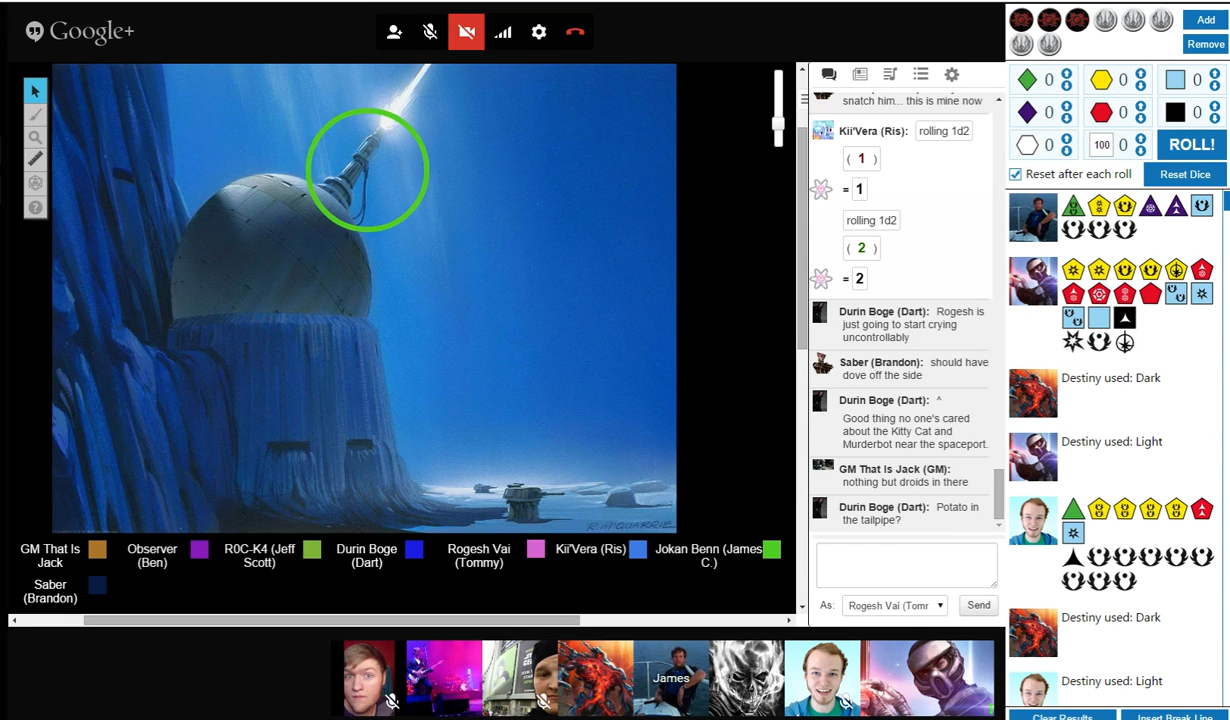 Google+
Add
Remove
snatch him... this is mine now
Kii'Vera (Ris): rolling 1d2
( 1 )
= 1
rolling 1d2
( 2 )
= 2
Durin Boge (Dart): Rogesh is
just going to start crying
uncontrollably
Saber (Brandon): should have
dove off the side
Durin Boge (Dart): ^
Good thing no one's cared
about the Kitty Cat and
Murderbot near the spaceport.
GM That Is Jack (GM):
nothing but droids in there
Durin Boge (Dart): Potato in
the tailpipe?
As: Rogesh Vai (Tomr Send
0 0 0
0 0 0
0 100 0 ROLL!
Reset after each roll Reset Dice
Destiny used: Dark
Destiny used: Light
Destiny used: Dark
Destiny used: Light
Clear Results Insert Break Line
R. McQUARRIE
GM That Is
Jack
Observer
(Ben)
R0C-K4 (Jeff
Scott)
Durin Boge
(Dart)
Rogesh Vai
(Tommy)
Kii'Vera (Ris)
Jokan Benn (James
C.)
Saber
(Brandon)
James